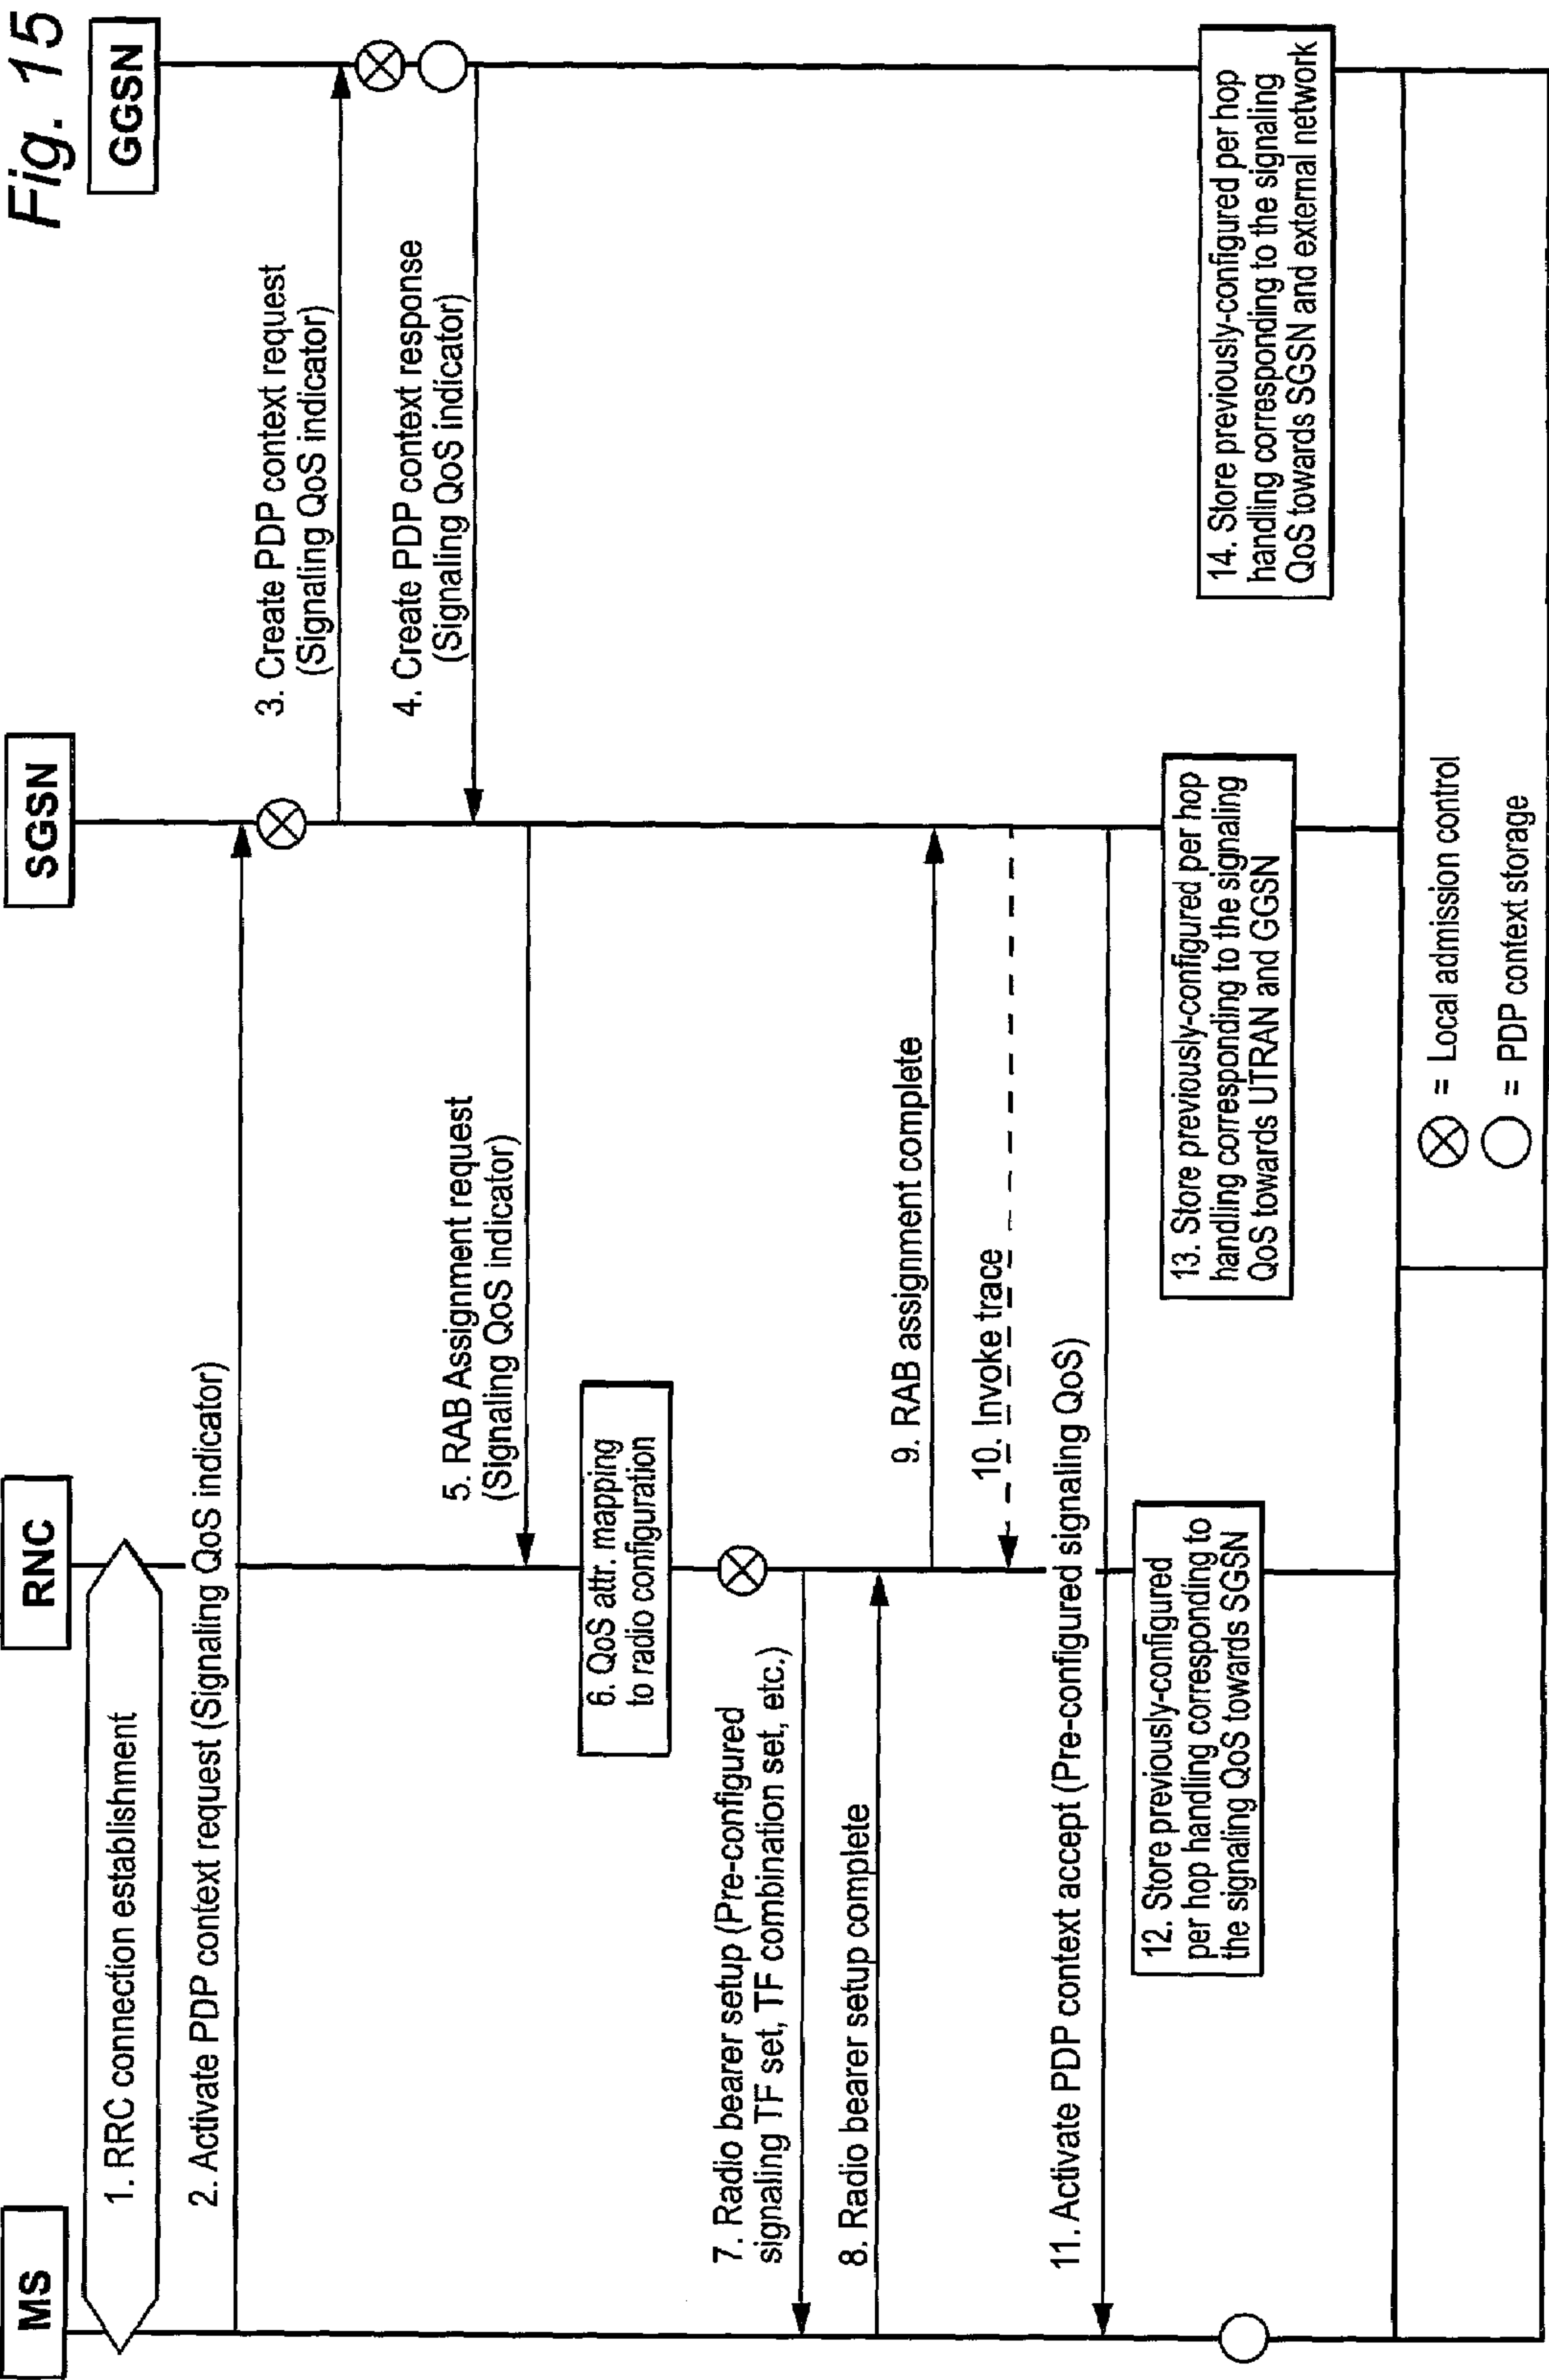 Fig. 15
MS
RNC
SGSN
GGSN
1. RRC connection establishment
2. Activate PDP context request (Signaling QoS indicator)
3. Create PDP context request
(Signaling QoS indicator)
4. Create PDP context response
(Signaling QoS indicator)
5. RAB Assignment request
(Signaling QoS indicator)
6. QoS attr. mapping
to radio configuration
7. Radio bearer setup (Pre-configured
signaling TF set, TF combination set, etc.)
8. Radio bearer setup complete
9. RAB assignment complete
10. Invoke trace
11. Activate PDP context accept (Pre-configured signaling QoS)
12. Store previously-configured
per hop handling corresponding to
the signaling QoS towards SGSN
13. Store previously-configured per hop
handling corresponding to the signaling
QoS towards UTRAN and GGSN
14. Store previously-configured per hop
handling corresponding to the signaling
QoS towards SGSN and external network
= Local admission control
= PDP context storage